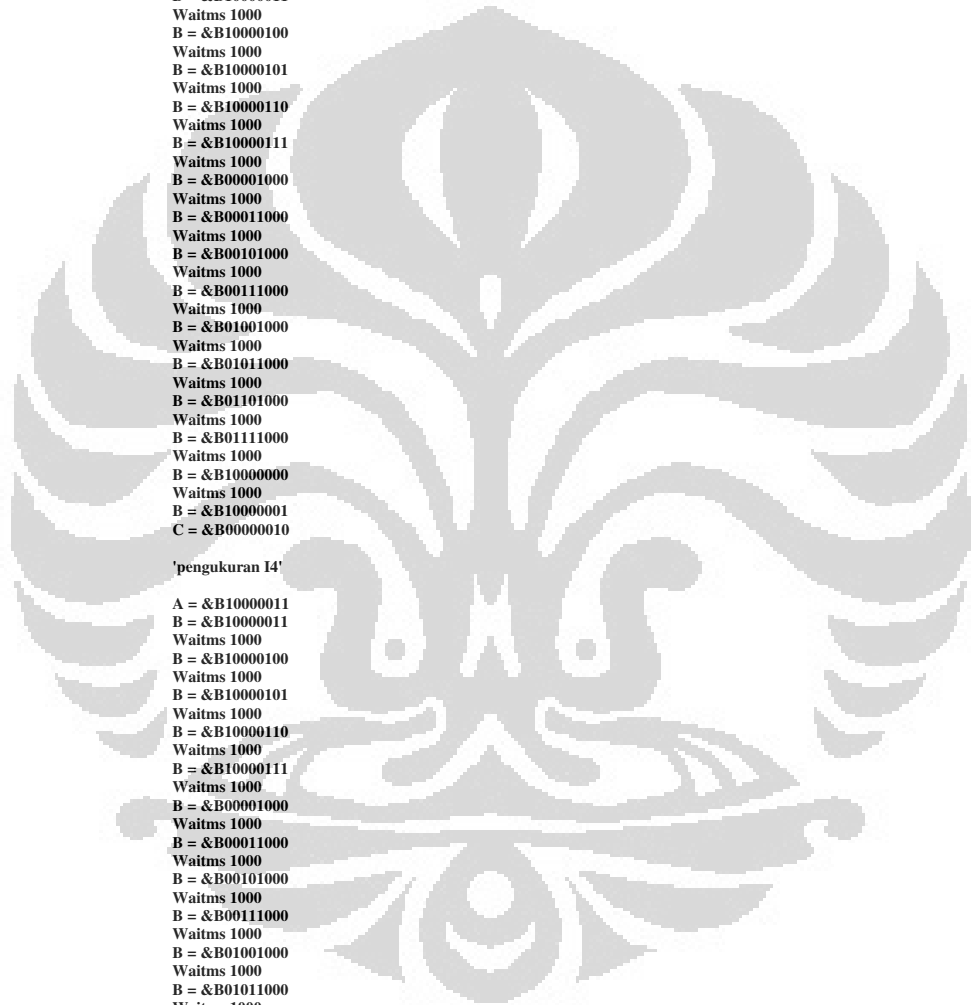 Waitms 1000
B = &B10000100
Waitms 1000
B = &B10000101
Waitms 1000
B = &B10000110
Waitms 1000
B = &B10000111
Waitms 1000
B = &B00001000
Waitms 1000
B = &B00011000
Waitms 1000
B = &B00101000
Waitms 1000
B = &B00111000
Waitms 1000
B = &B01001000
Waitms 1000
B = &B01011000
Waitms 1000
B = &B01101000
Waitms 1000
B = &B01111000
Waitms 1000
B = &B10000000
Waitms 1000
B = &B10000001
C = &B00000010
'pengukuran I4'
A = &B10000011
B = &B10000011
Waitms 1000
B = &B10000100
Waitms 1000
B = &B10000101
Waitms 1000
B = &B10000110
Waitms 1000
B = &B10000111
Waitms 1000
B = &B00001000
Waitms 1000
B = &B00011000
Waitms 1000
B = &B00101000
Waitms 1000
B = &B00111000
Waitms 1000
B = &B01001000
Waitms 1000
B = &B01011000